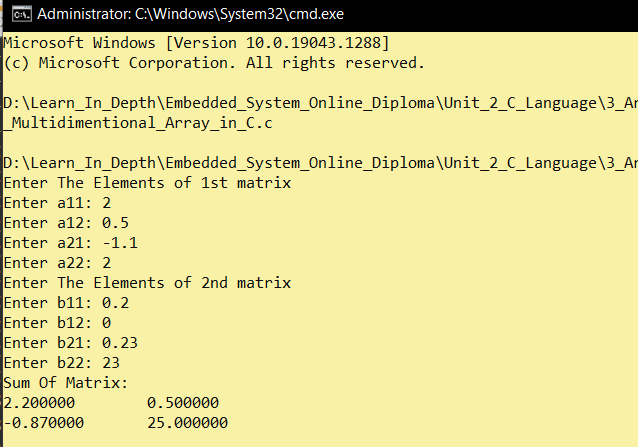 Administrator: C:\Windows\System32\cmd.exe
Microsoft Windows [Version 10.0.19043.1288]
(c) Microsoft Corporation. All rights reserved.
D:\Learn_In_Depth\Embedded_System_Online_Diploma\Unit_2_C_Language\3_Ar
_Multidimentional_Array_in_C.c
D:\Learn_In_Depth\Embedded_System_Online_Diploma\Unit_2_C_Language\3_Ar
Enter The Elements of 1st matrix
Enter a11: 2
Enter a12: 0.5
Enter a21: -1.1
Enter a22: 2
Enter The Elements of 2nd matrix
Enter b11: 0.2
Enter b12: 0
Enter b21: 0.23
Enter b22: 23
Sum Of Matrix:
2.200000 0.500000
-0.870000 25.000000